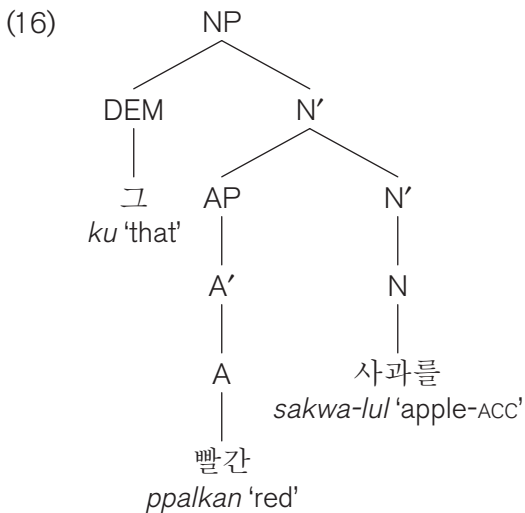 (16) NP
DEM N′
그 AP N′
ku ‘that’
A′ N
A 사과를
sakwa-lul ‘apple-ACC’
빨간
ppalkan ‘red’